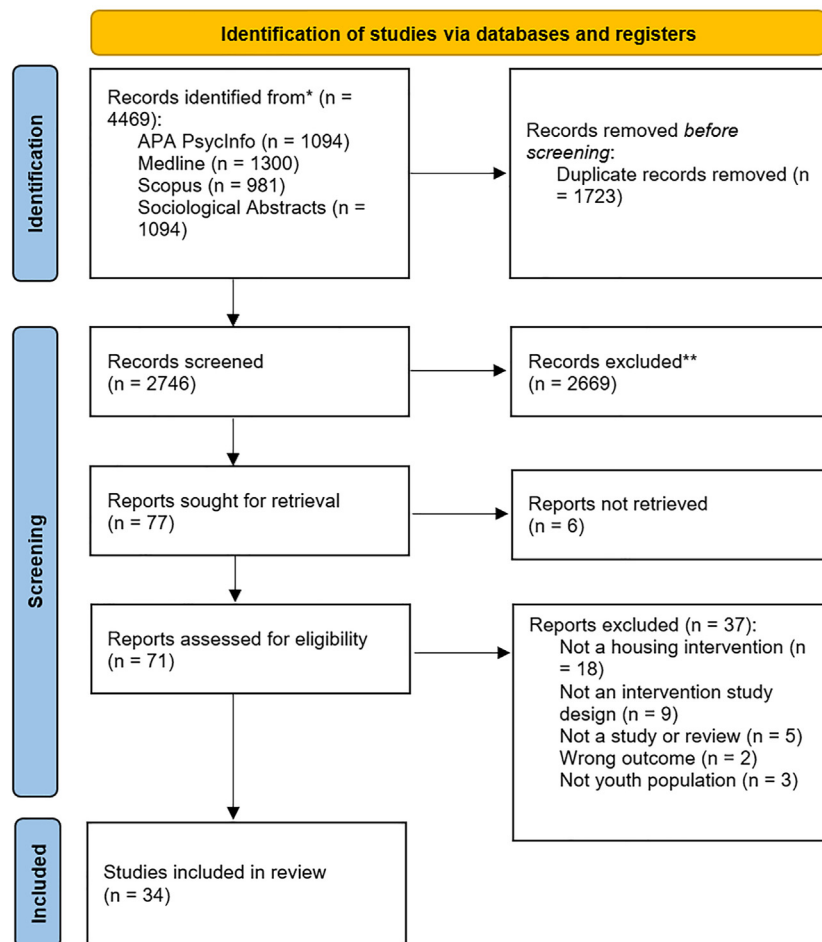 Identification of studies via databases and registers
Identification
Records identified from* (n =
4469):
APA PsycInfo (n = 1094)
Medline (n = 1300)
Scopus (n = 981)
Sociological Abstracts (n =
1094)
Records removed before
screening:
Duplicate records removed (n
= 1723)
Screening
Records screened
(n = 2746)
Records excluded**
(n = 2669)
Reports sought for retrieval
(n = 77)
Reports not retrieved
(n = 6)
Reports assessed for eligibility
(n = 71)
Reports excluded (n = 37):
Not a housing intervention (n
= 18)
Not an intervention study
design (n = 9)
Not a study or review (n = 5)
Wrong outcome (n = 2)
Not youth population (n = 3)
Included
Studies included in review
(n = 34)